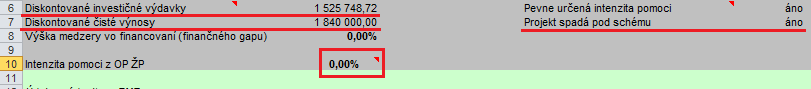 6 Diskontované investičné výdavky 1 525 748,72 Pevne určená intenzita pomoci áno
7 Diskontované čisté výnosy 1 840 000,00 Projekt spadá pod schému áno
8 Výška medzery vo financovaní (finančného gapu) 0,00%
9
10 Intenzita pomoci z OP ŽP 0,00%
11